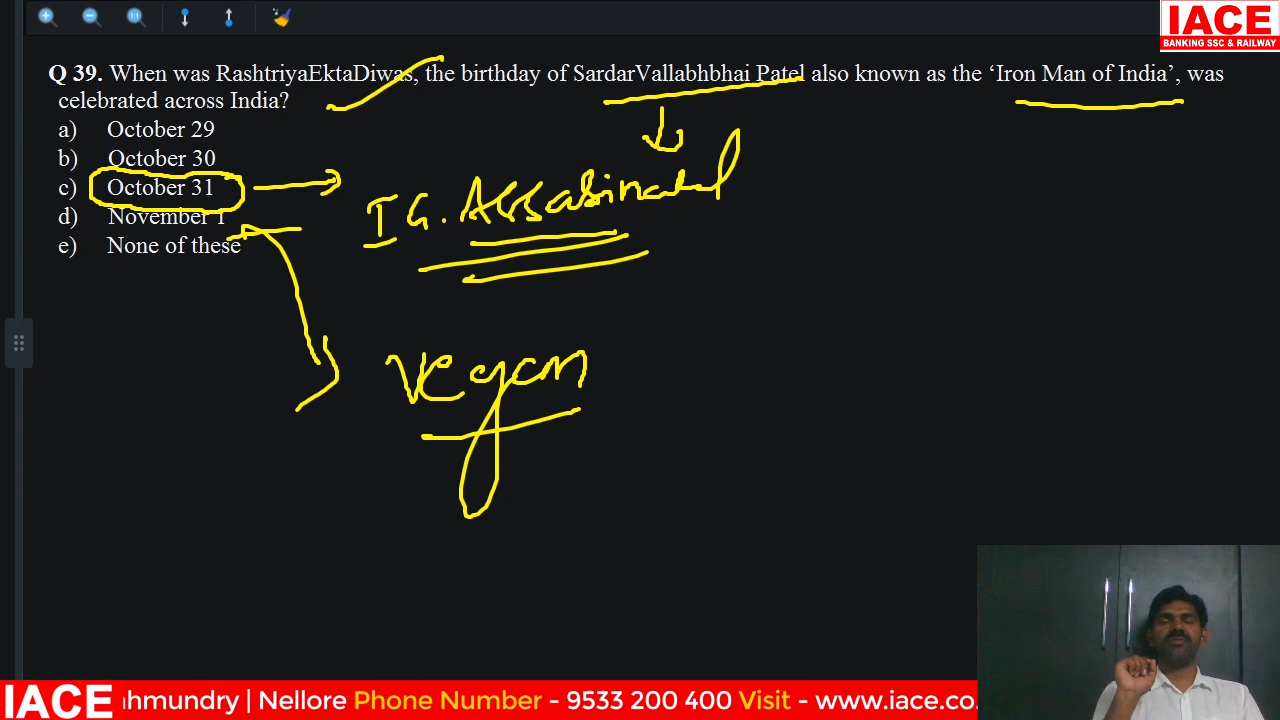 IACE
BANKING SSC & RAILWAY
Q 39. When was RashtriyaEktaDiwas, the birthday of SardarVallabhbhai Patel also known as the ‘Iron Man of India’, was
celebrated across India?
a) October 29
b) October 30
c) October 31
d) November 1
e) None of these
I G. Assasinated
Vegan
IACE
ahmundry | Nellore Phone Number - 9533 200 400 Visit - www.iace.co.